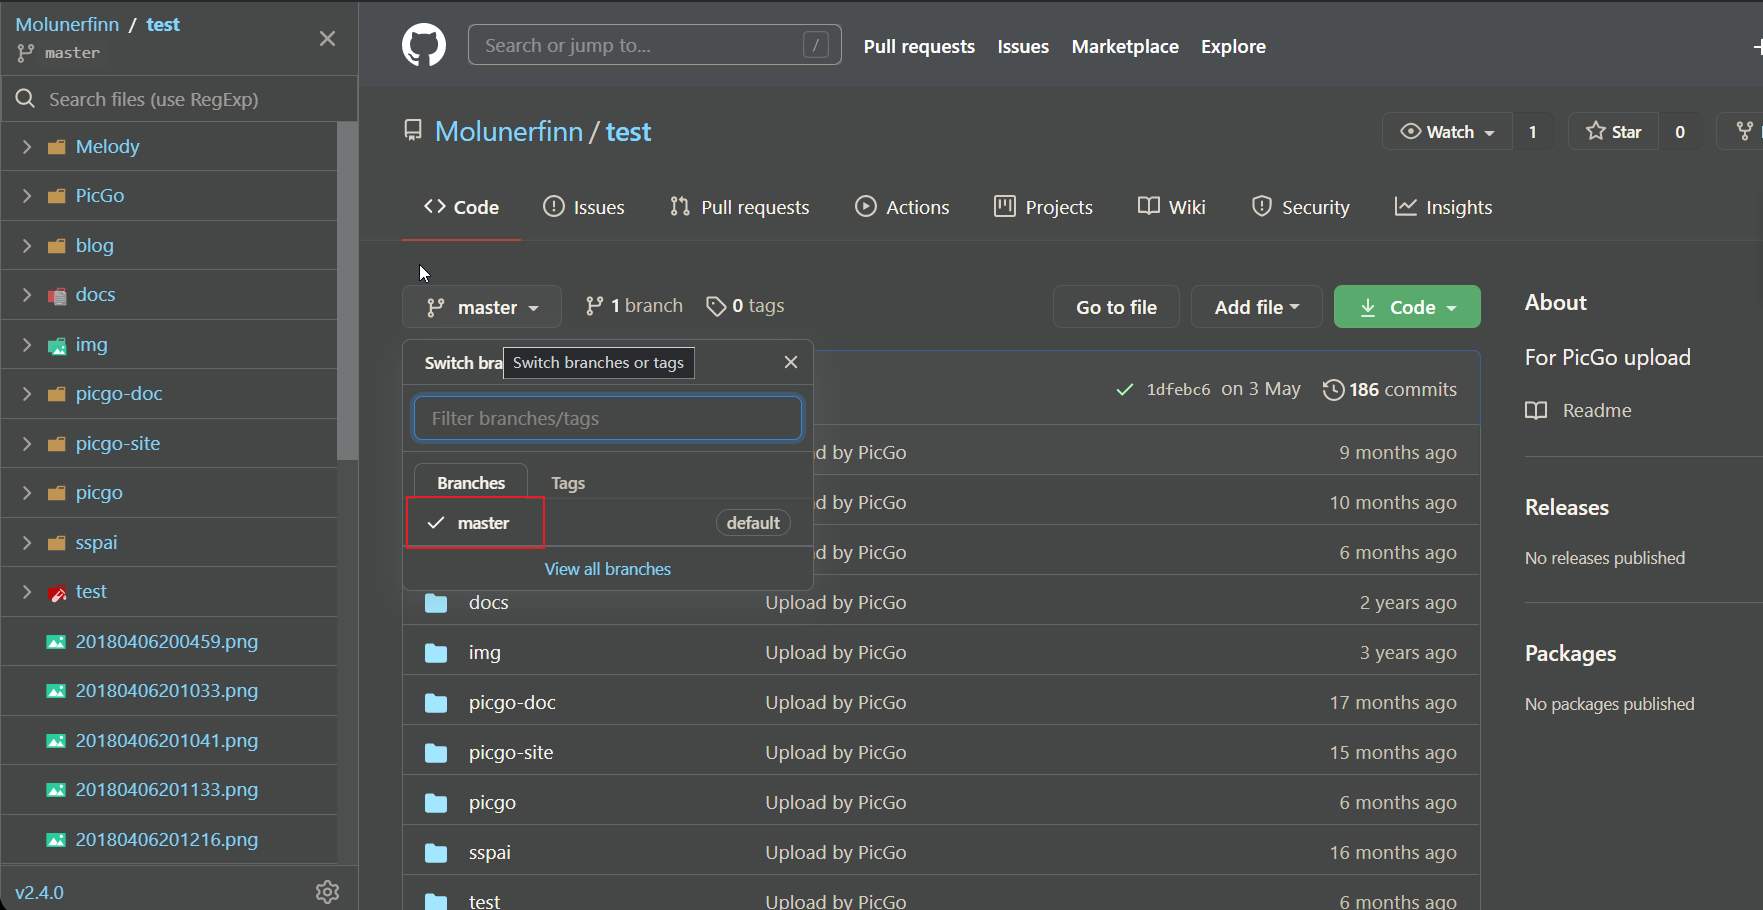 Molunerfinn / test
master
Search files (use RegExp)
Melody
PicGo
blog
docs
img
picgo-doc
picgo-site
picgo
sspai
test
20180406200459.png
20180406201033.png
20180406201041.png
20180406201133.png
20180406201216.png
v2.4.0
Search or jump to... /
Pull requests Issues Marketplace Explore
Molunerfinn / test
Watch 1 Star 0
Code Issues Pull requests Actions Projects Wiki Security Insights
master 1 branch 0 tags Go to file Add file Code
Switch bra
Switch branches or tags
Filter branches/tags
Branches Tags
master default
View all branches
1dfebc6 on 3 May 186 commits
d by PicGo 9 months ago
d by PicGo 10 months ago
d by PicGo 6 months ago
docs Upload by PicGo 2 years ago
img Upload by PicGo 3 years ago
picgo-doc Upload by PicGo 17 months ago
picgo-site Upload by PicGo 15 months ago
picgo Upload by PicGo 6 months ago
sspai Upload by PicGo 16 months ago
test Upload by PicGo 6 months ago
About
For PicGo upload
Readme
Releases
No releases published
Packages
No packages published